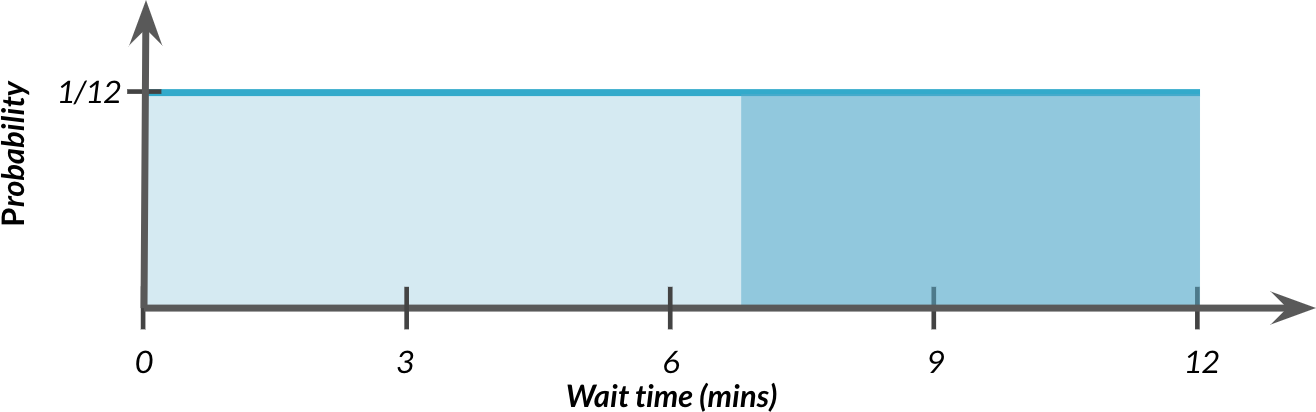 Probability
1/12
0 3 6 9 12
Wait time (mins)